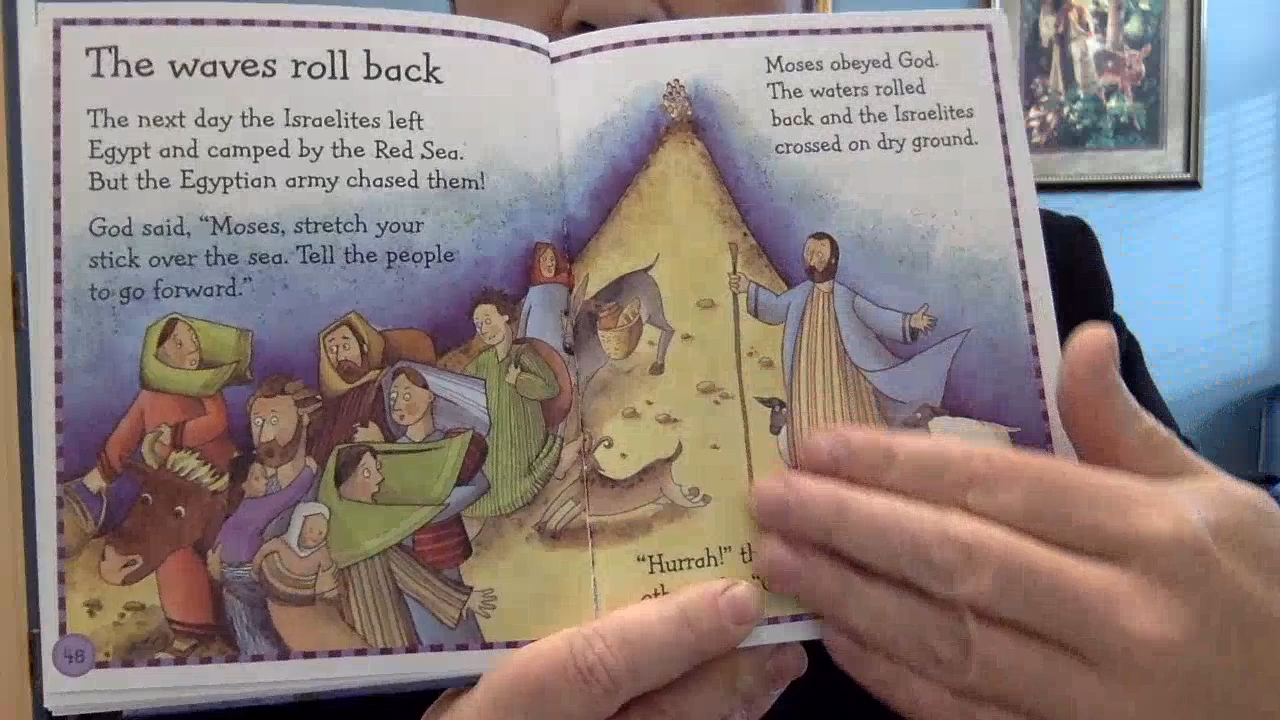 The waves roll back
The next day the Israelites left
Egypt and camped by the Red Sea.
But the Egyptian army chased them!
God said, "Moses, stretch your
stick over the sea. Tell the people
to go forward."
48
Moses obeyed God.
The waters rolled
back and the Israelites
crossed on dry ground.
"Hurrah!"